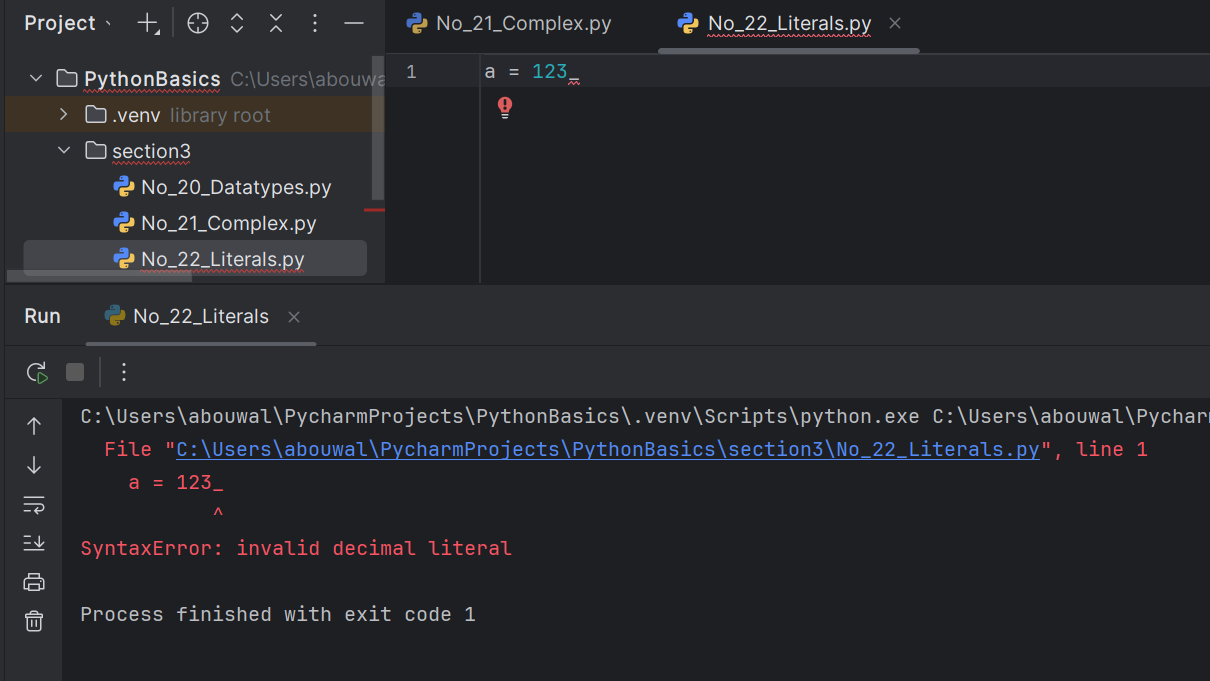 Project
No_21_Complex.py
No_22_Literals.py
PythonBasics C:\Users\abouwa
.venv library root
section3
No_20_Datatypes.py
No_21_Complex.py
No_22_Literals.py
1 a = 123_
Run No_22_Literals
C:\Users\abouwal\PycharmProjects\PythonBasics\.venv\Scripts\python.exe C:\Users\abouwal\Pychar
File "C:\Users\abouwal\PycharmProjects\PythonBasics\section3\No_22_Literals.py", line 1
a = 123_
^
SyntaxError: invalid decimal literal
Process finished with exit code 1